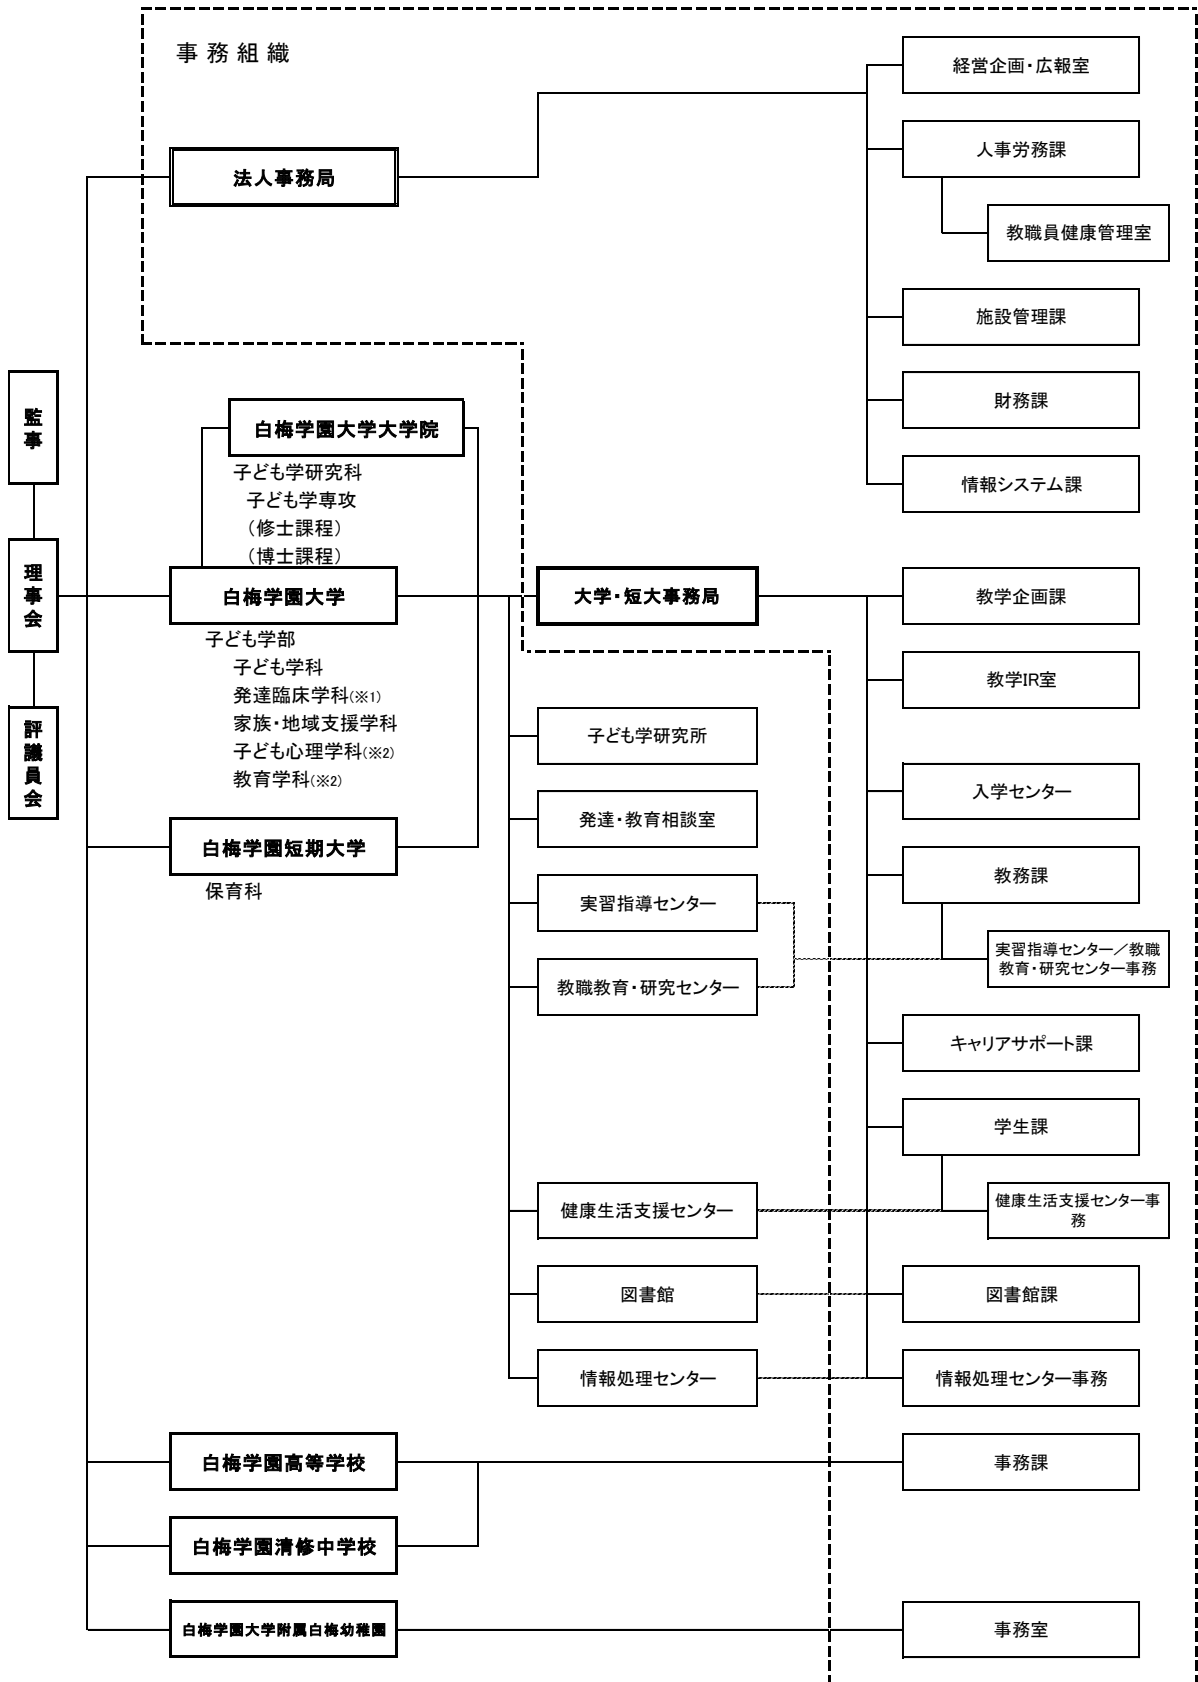 事務組織
経営企画・広報室
人事労務課
法人事務局
教職員健康管理室
施設管理課
財務課
情報システム課
監事
理事会
評議員会
白梅学園大学大学院
子ども学研究科
子ども学専攻
（修士課程）
（博士課程）
白梅学園大学
子ども学部
子ども学科
発達臨床学科(※1)
家族・地域支援学科
子ども心理学科(※2)
教育学科(※2)
白梅学園短期大学
保育科
大学・短大事務局
子ども学研究所
発達・教育相談室
実習指導センター
教職教育・研究センター
健康生活支援センター
図書館
情報処理センター
教学企画課
教学IR室
入学センター
教務課
実習指導センター／教職
教育・研究センター事務
キャリアサポート課
学生課
健康生活支援センター事
務
図書館課
情報処理センター事務
白梅学園高等学校
事務課
白梅学園清修中学校
白梅学園大学附属白梅幼稚園
事務室